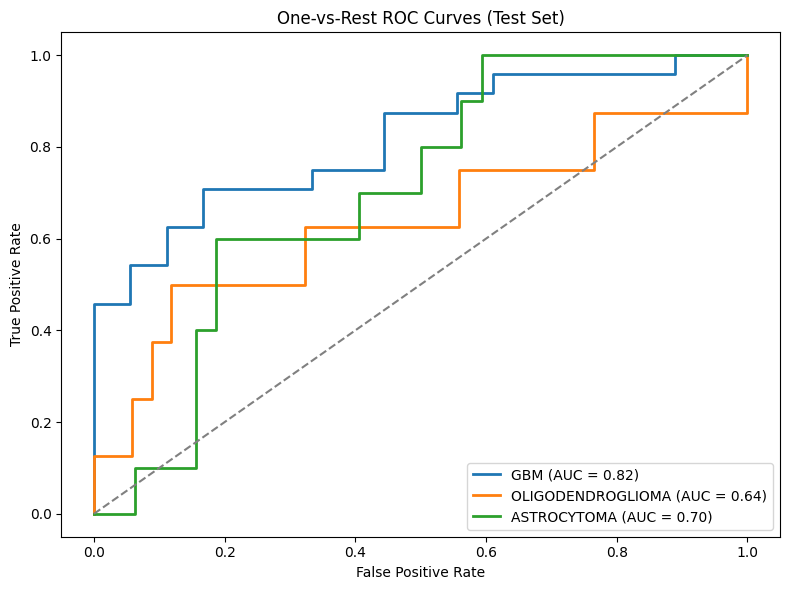 One-vs-Rest ROC Curves (Test Set)
True Positive Rate
1.0
0.8
0.6
0.4
0.2
0.0
GBM (AUC = 0.82)
OLIGODENDROGLIOMA (AUC = 0.64)
ASTROCYTOMA (AUC = 0.70)
0.0 0.2 0.4 0.6 0.8 1.0
False Positive Rate